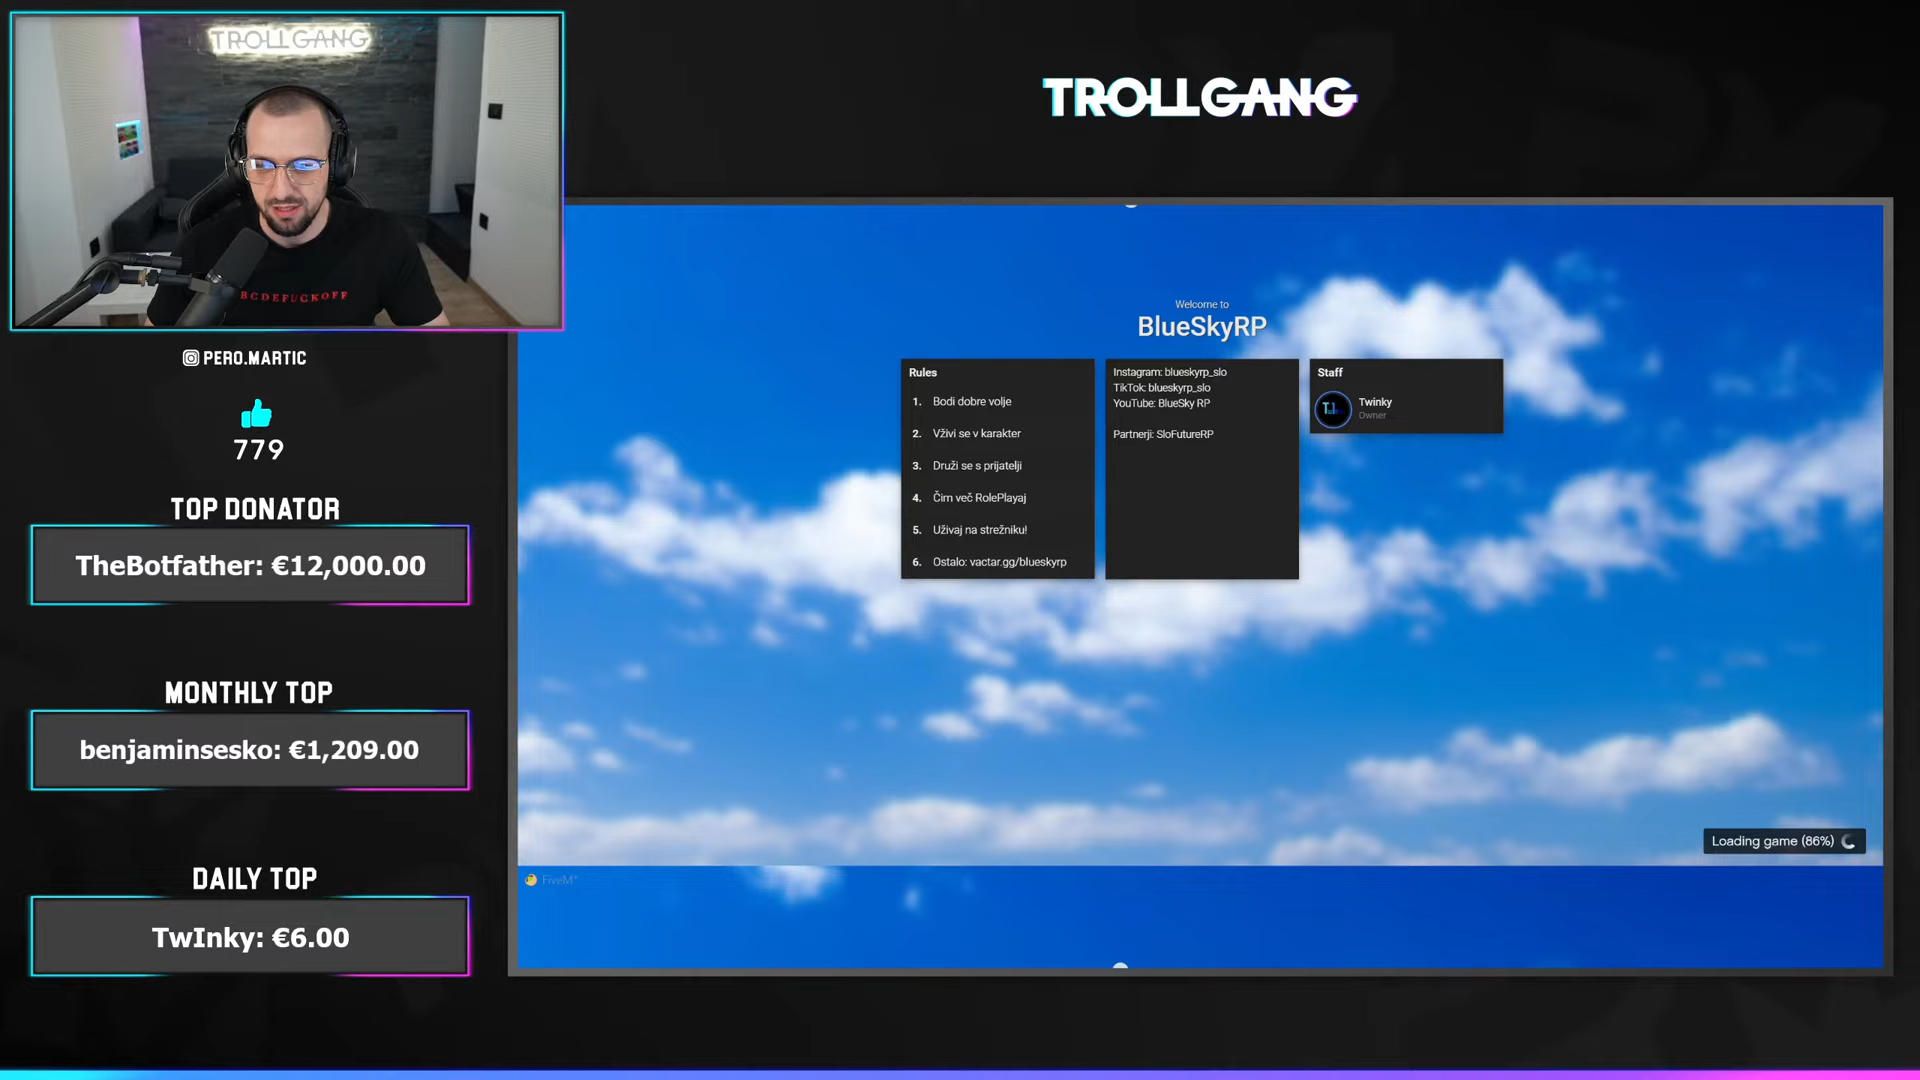 TROLLGANG
BCDEFUCKOFF
PERO.MARTIC
779
TOP DONATOR
TheBotfather: €12,000.00
MONTHLY TOP
benjaminsesko: €1,209.00
DAILY TOP
TwInky: €6.00
TROLLGANG
Welcome to
BlueSkyRP
Rules
1. Bodi dobre volje
2. Vživi se v karakter
3. Druži se s prijatelji
4. Čim več RolePlayaj
5. Uživaj na strežniku!
6. Ostalo: vactar.gg/blueskyrp
Instagram: blueskyrp_slo
TikTok: blueskyrp_slo
YouTube: BlueSky RP
Partnerji: SloFutureRP
Staff
Twinky
Owner
Loading game (86%)
FiveM*